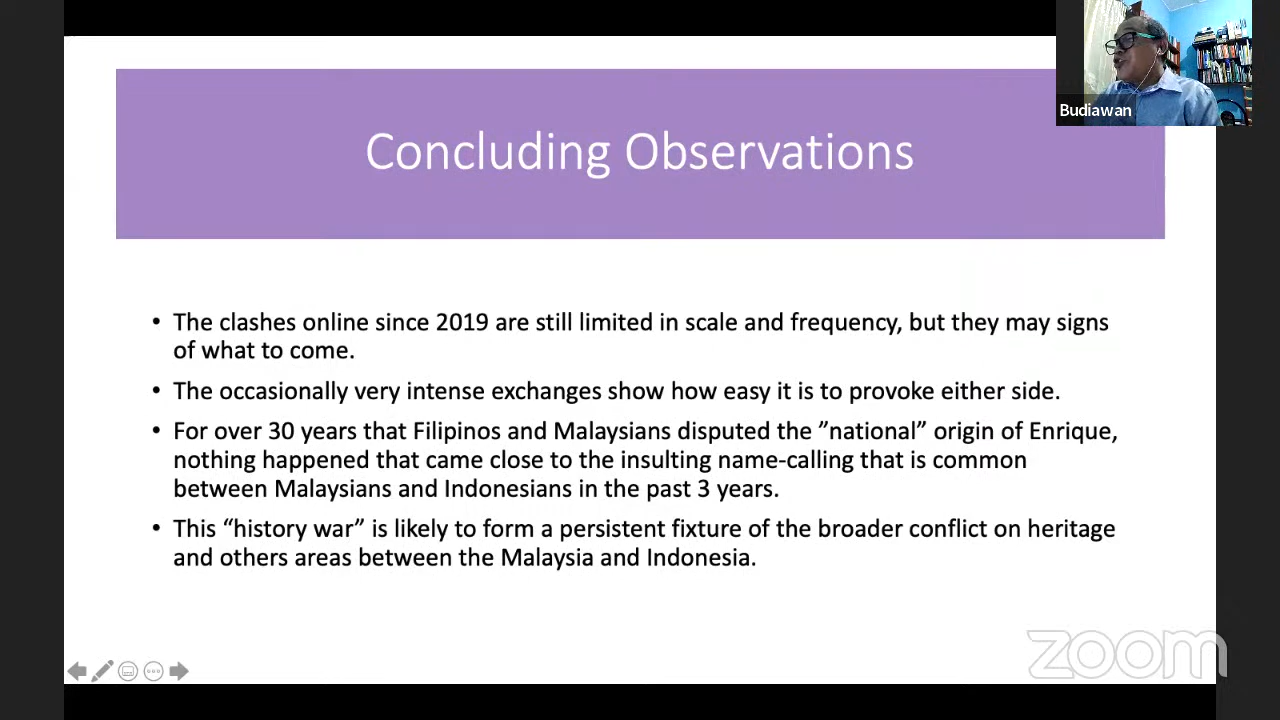 Budiawan
Concluding Observations
• The clashes online since 2019 are still limited in scale and frequency, but they may signs
of what to come.
• The occasionally very intense exchanges show how easy it is to provoke either side.
• For over 30 years that Filipinos and Malaysians disputed the ”national” origin of Enrique,
nothing happened that came close to the insulting name-calling that is common
between Malaysians and Indonesians in the past 3 years.
• This “history war” is likely to form a persistent fixture of the broader conflict on heritage
and others areas between the Malaysia and Indonesia.
zoom